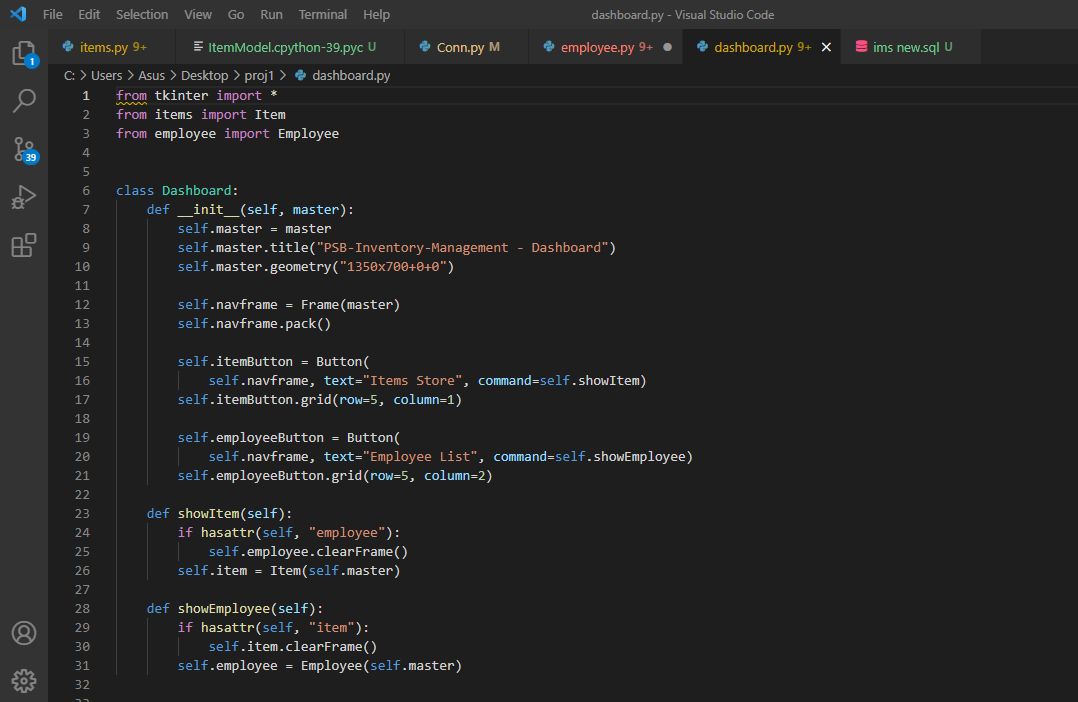 File Edit Selection View Go Run Terminal Help dashboard.py - Visual Studio Code
items.py 9+ ItemModel.cpython-39.pyc U Conn.py M employee.py 9+ dashboard.py 9+ ims new.sql U
C: > Users > Asus > Desktop > proj1 > dashboard.py
1
39
1 from tkinter import *
2 from items import Item
3 from employee import Employee
4
5
6 class Dashboard:
7     def __init__(self, master):
8         self.master = master
9         self.master.title("PSB-Inventory-Management - Dashboard")
10         self.master.geometry("1350x700+0+0")
11
12         self.navframe = Frame(master)
13         self.navframe.pack()
14
15         self.itemButton = Button(
16             self.navframe, text="Items Store", command=self.showItem)
17         self.itemButton.grid(row=5, column=1)
18
19         self.employeeButton = Button(
20             self.navframe, text="Employee List", command=self.showEmployee)
21         self.employeeButton.grid(row=5, column=2)
22
23     def showItem(self):
24         if hasattr(self, "employee"):
25             self.employee.clearFrame()
26         self.item = Item(self.master)
27
28     def showEmployee(self):
29         if hasattr(self, "item"):
30             self.item.clearFrame()
31         self.employee = Employee(self.master)
32